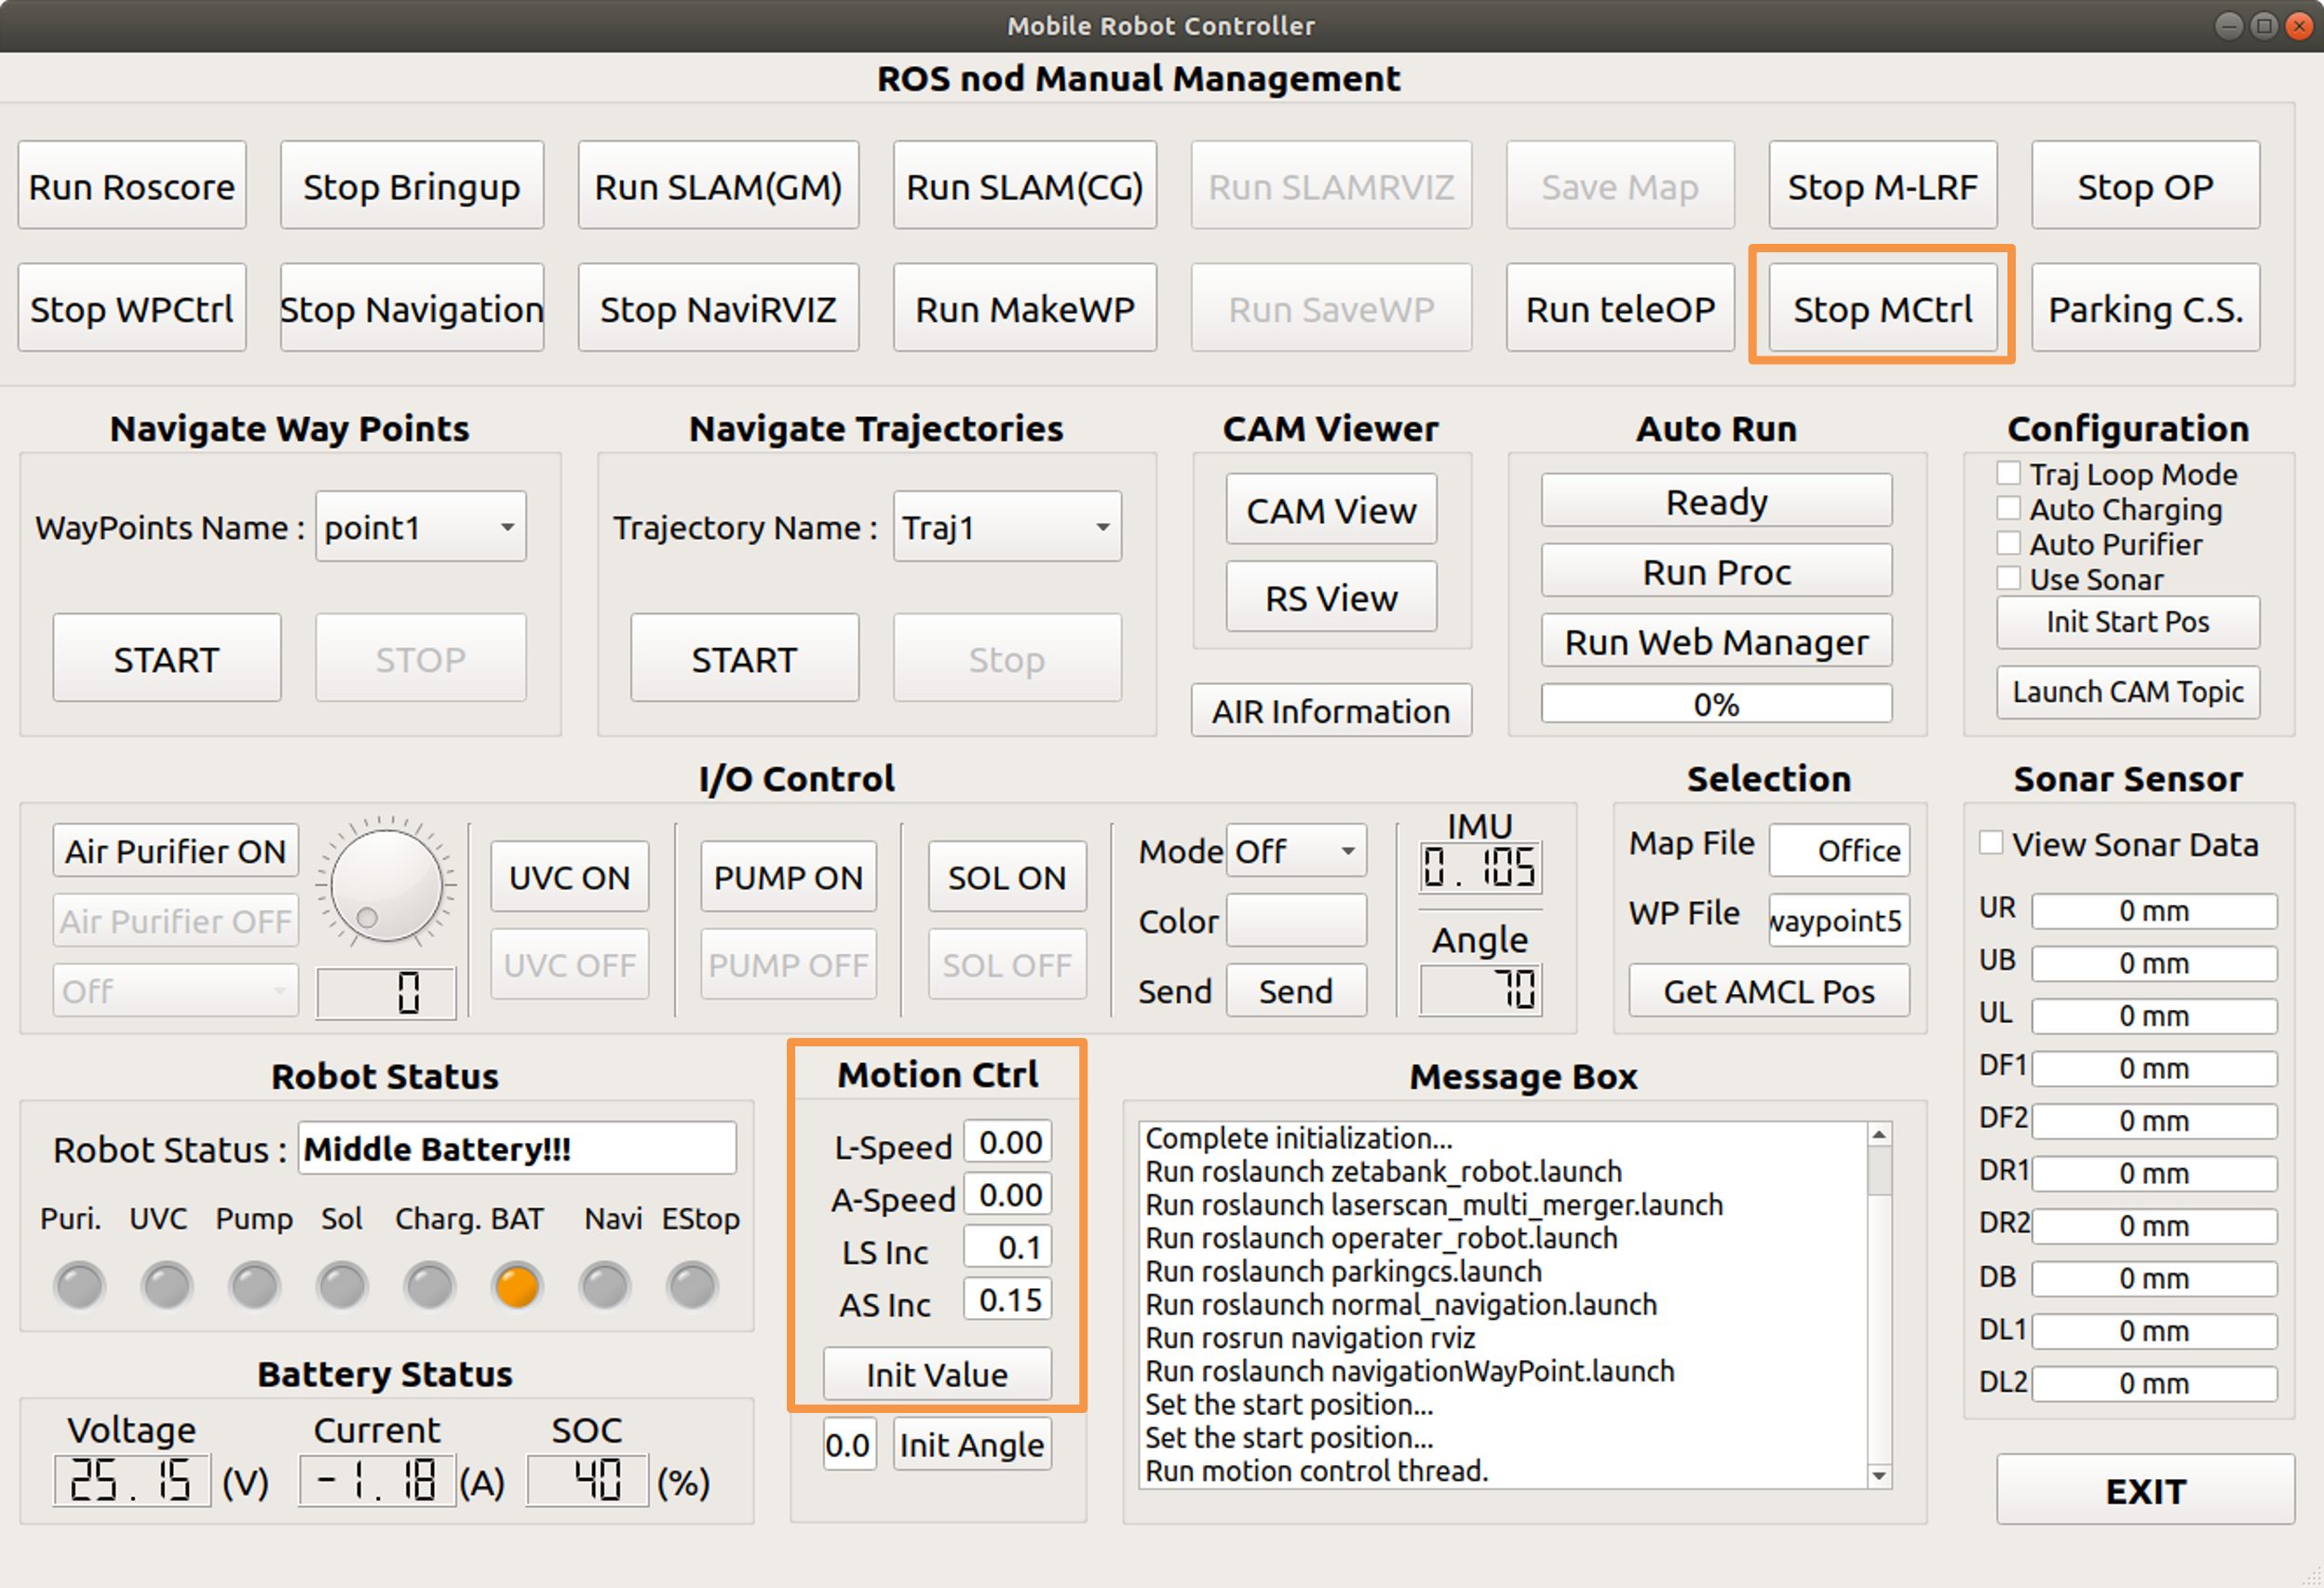 Mobile Robot Controller
ROS nod Manual Management
Run Roscore Stop Bringup Run SLAM(GM) Run SLAM(CG) Run SLAMRVIZ Save Map Stop M-LRF Stop OP
Stop WPCtrl Stop Navigation Stop NaviRVIZ Run MakeWP Run SaveWP Run teleOP Stop MCtrl Parking C.S.
Navigate Way Points
WayPoints Name : point1
START STOP
Navigate Trajectories
Trajectory Name : Traj1
START Stop
CAM Viewer
CAM View
RS View
AIR Information
Auto Run
Ready
Run Proc
Run Web Manager
0%
Configuration
Traj Loop Mode
Auto Charging
Auto Purifier
Use Sonar
Init Start Pos
Launch CAM Topic
I/O Control
Air Purifier ON
Air Purifier OFF
Off
0
UVC ON
UVC OFF
PUMP ON
PUMP OFF
SOL ON
SOL OFF
Mode Off
Color
Send Send
IMU
0.105
Angle
70
Selection
Map File Office
WP File waypoint5
Get AMCL Pos
Sonar Sensor
View Sonar Data
UR 0 mm
UB 0 mm
UL 0 mm
DF1 0 mm
DF2 0 mm
DR1 0 mm
DR2 0 mm
DB 0 mm
DL1 0 mm
DL2 0 mm
Robot Status
Robot Status : Middle Battery!!!
Puri. UVC Pump Sol Charg. BAT Navi EStop
Battery Status
Voltage Current SOC
25.15 (V) -1.18 (A) 40 (%)
Motion Ctrl
L-Speed 0.00
A-Speed 0.00
LS Inc 0.1
AS Inc 0.15
Init Value
0.0 Init Angle
Message Box
Complete initialization...
Run roslaunch zetabank_robot.launch
Run roslaunch laserscan_multi_merger.launch
Run roslaunch operater_robot.launch
Run roslaunch parkingcs.launch
Run roslaunch normal_navigation.launch
Run rosrun navigation rviz
Run roslaunch navigationWayPoint.launch
Set the start position...
Set the start position...
Run motion control thread.
EXIT